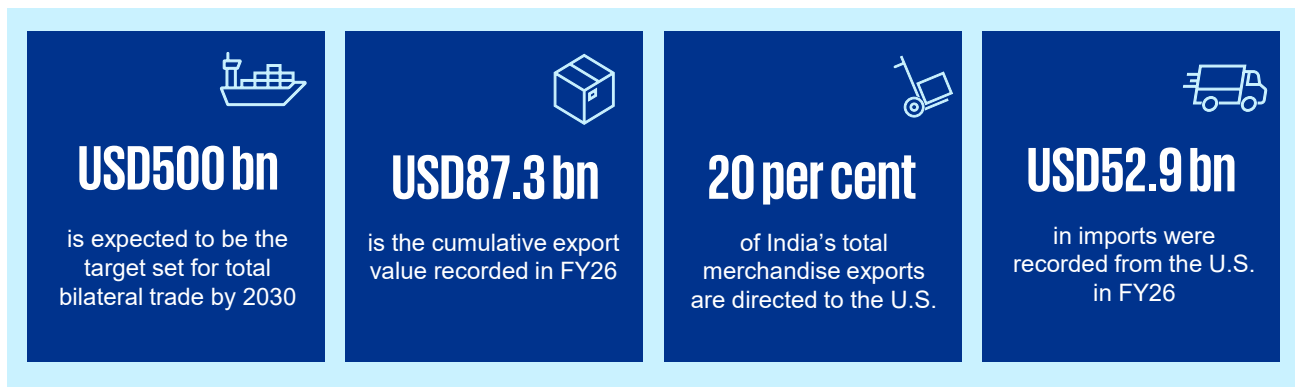 USD500 bn
is expected to be the
target set for total
bilateral trade by 2030
USD87.3 bn
is the cumulative export
value recorded in FY26
20 per cent
of India’s total
merchandise exports
are directed to the U.S.
USD52.9 bn
in imports were
recorded from the U.S.
in FY26